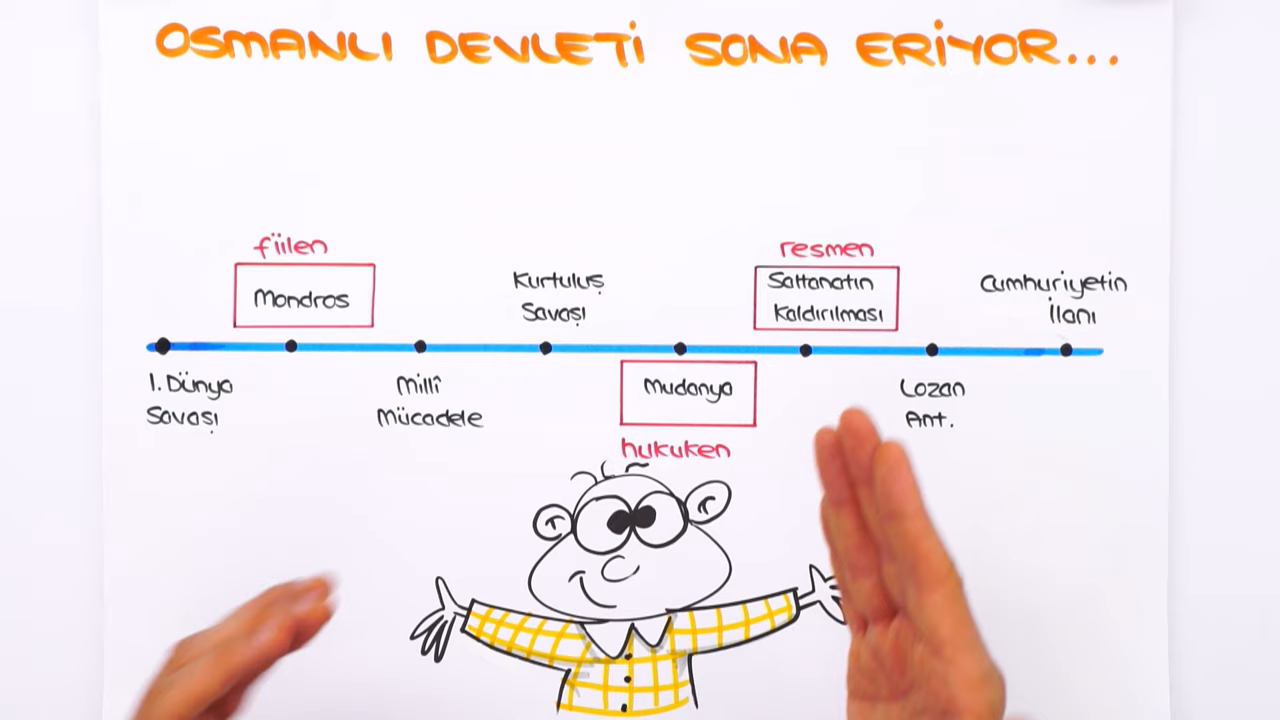 OSMANLI DEVLETİ SONA ERİYOR...
fiilen
Mondros
Kurtuluş
Savaşı
resmen
Saltanatın
Kaldırılması
Cumhuriyetin
İlanı
1. Dünya
Savaşı
Millî
Mücadele
Mudanya
hukuken
Lozan
Ant.